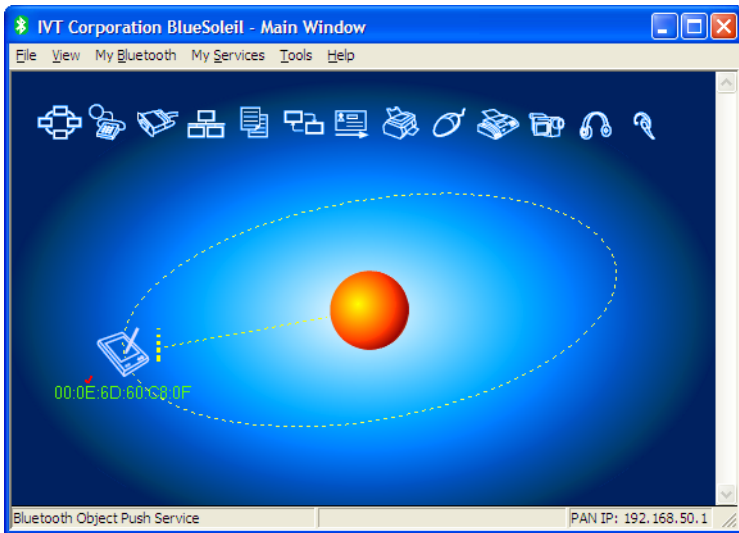 IVT Corporation BlueSoleil - Main Window
File View My Bluetooth My Services Tools Help
00:0E:6D:60:C8:0F
Bluetooth Object Push Service PAN IP: 192.168.50.1